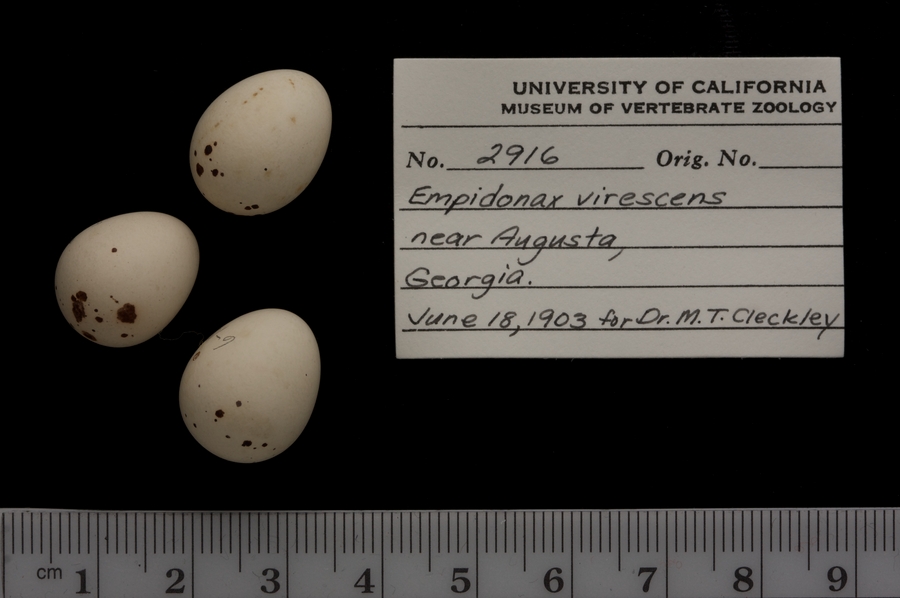 UNIVERSITY OF CALIFORNIA
MUSEUM OF VERTEBRATE ZOOLOGY
No. 2916 Orig. No.
Empidonax virescens
near Augusta,
Georgia.
June 18, 1903 for Dr. M. T. Cleckley
cm 1 2 3 4 5 6 7 8 9